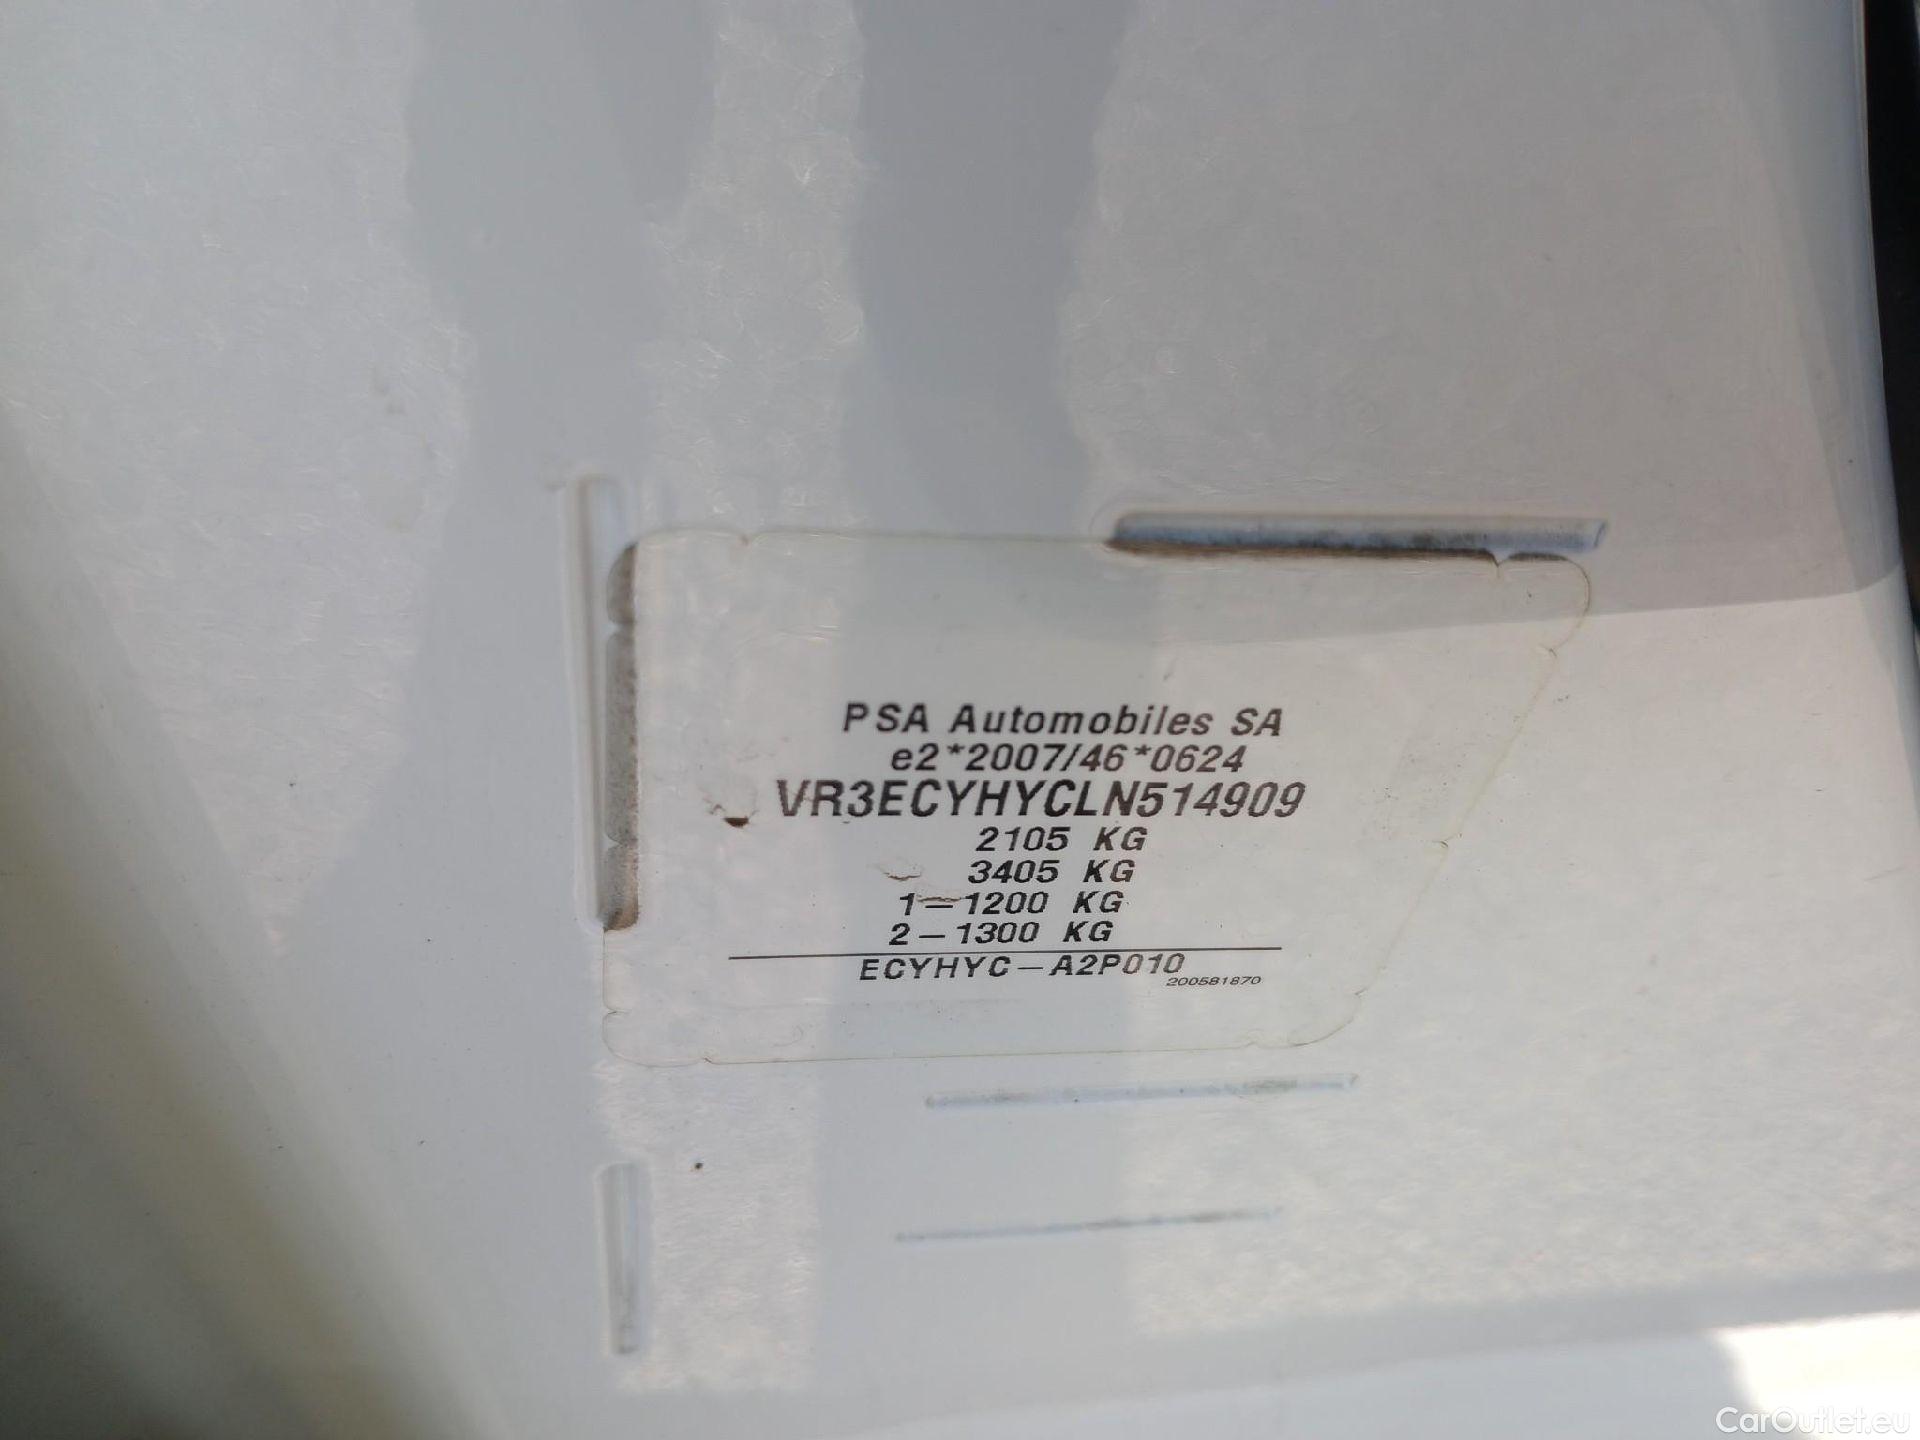 PSA Automobiles SA
e2*2007/46*0624
VR3ECYHYCLN514909
2105 KG
3405 KG
1-1200 KG
2-1300 KG
ECYHYC-A2P010
200581870
CarOutlet.eu